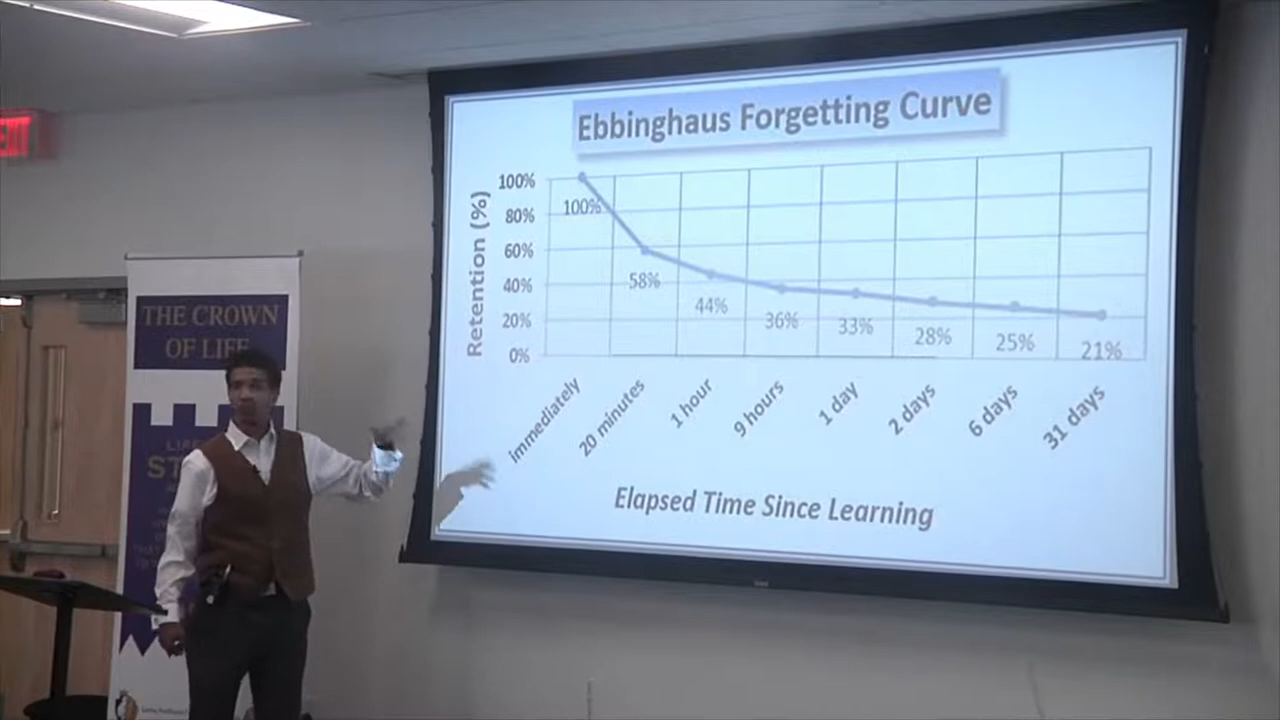 EXIT
THE CROWN
OF LIFE
Ebbinghaus Forgetting Curve
Retention (%)
100%
80%
60%
40%
20%
0%
100%
58%
44%
36%
33%
28%
25%
21%
immediately
20 minutes
1 hour
9 hours
1 day
2 days
6 days
31 days
Elapsed Time Since Learning